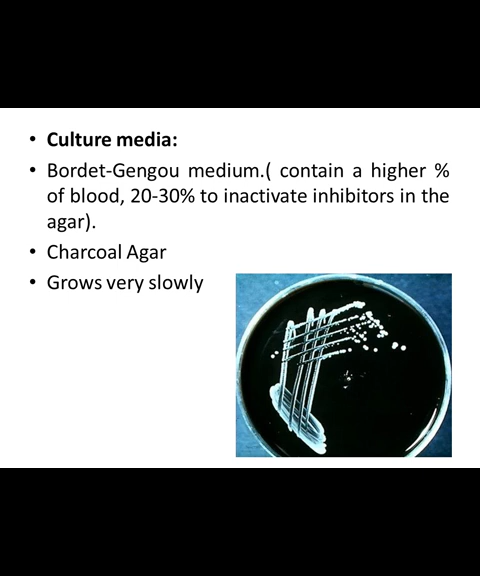 • Culture media:
• Bordet-Gengou medium.( contain a higher %
of blood, 20-30% to inactivate inhibitors in the
agar).
• Charcoal Agar
• Grows very slowly